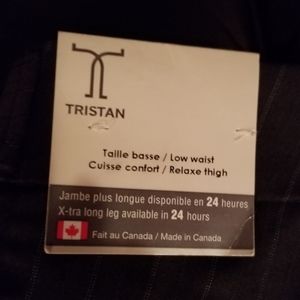 TRISTAN
Taille basse / Low waist
Cuisse confort / Relaxe thigh
Jambe plus longue disponible en 24 heures
X-tra long leg available in 24 hours
Fait au Canada / Made in Canada